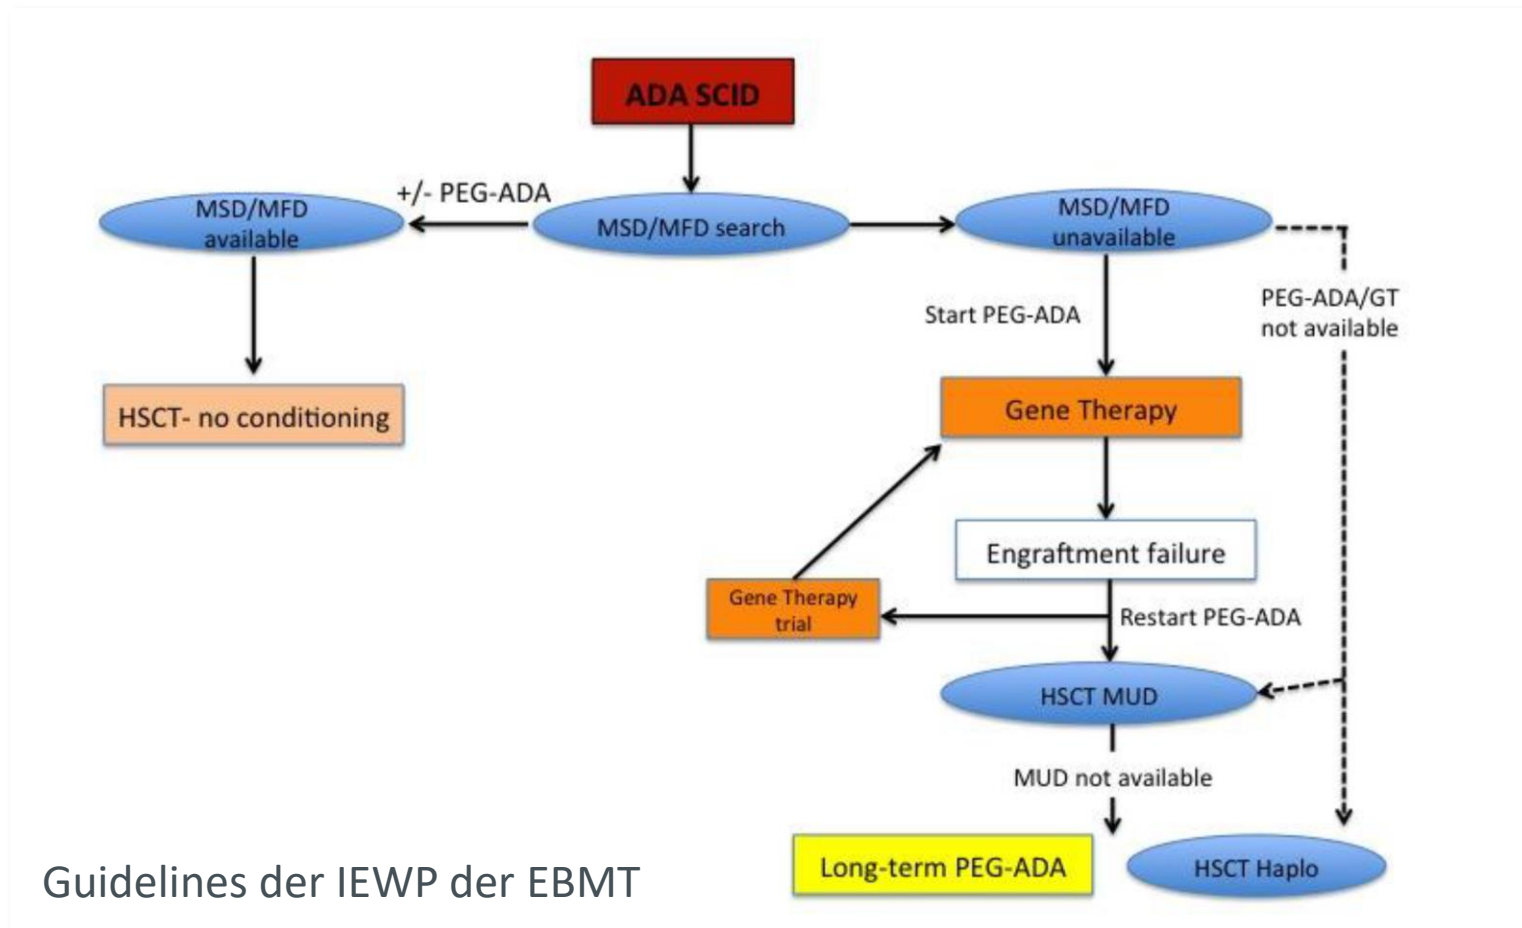 ADA SCID
+/- PEG-ADA
MSD/MFD
available
MSD/MFD search
MSD/MFD
unavailable
PEG-ADA/GT
not available
Start PEG-ADA
HSCT- no conditioning
Gene Therapy
Engraftment failure
Gene Therapy
trial
Restart PEG-ADA
HSCT MUD
MUD not available
Long-term PEG-ADA
HSCT Haplo
Guidelines der IEWP der EBMT